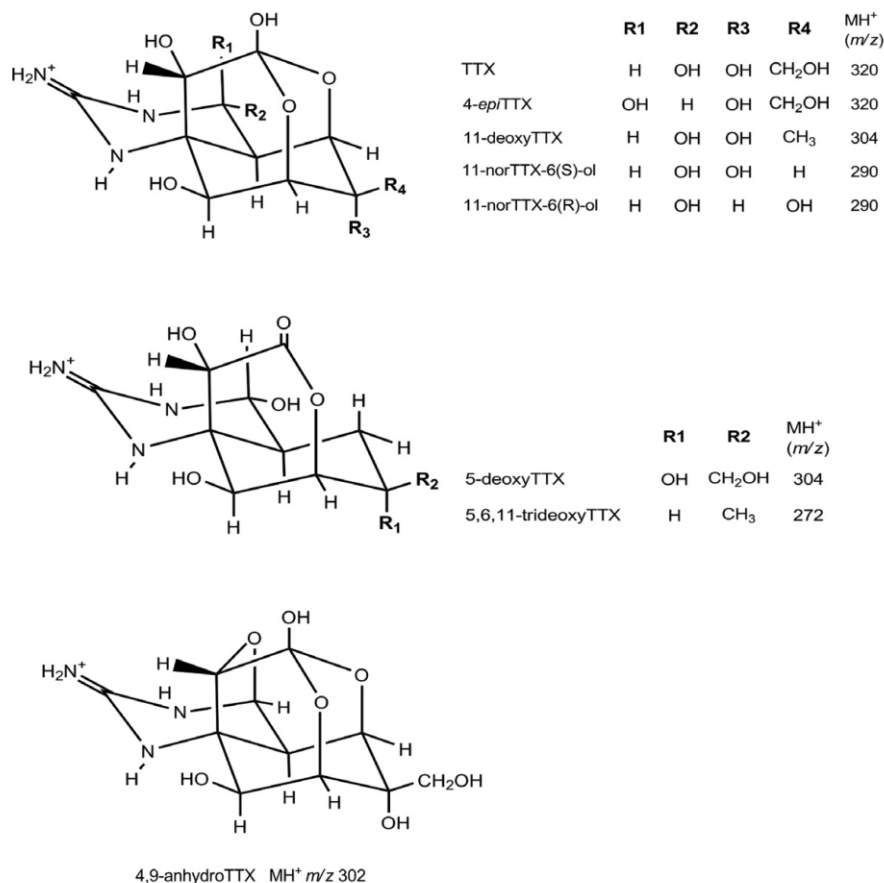 R1 R2 R3 R4 MH⁺ (m/z)
TTX H OH OH CH₂OH 320
4-epiTTX OH H OH CH₂OH 320
11-deoxyTTX H OH OH CH₃ 304
11-norTTX-6(S)-ol H OH OH H 290
11-norTTX-6(R)-ol H OH H OH 290
OH
HO R₁
H O
H₂N⁺ H
N R₂ O
N H
H HO R₄
H H R₃
R1 R2 MH⁺ (m/z)
5-deoxyTTX OH CH₂OH 304
5,6,11-trideoxyTTX H CH₃ 272
O
HO H
H
H₂N⁺ H O H
N OH
N H
H HO R₂
H H H R₁
OH
O
H O
H₂N⁺ H O
N H
N H
H HO CH₂OH
H H OH
4,9-anhydroTTX MH⁺ m/z 302